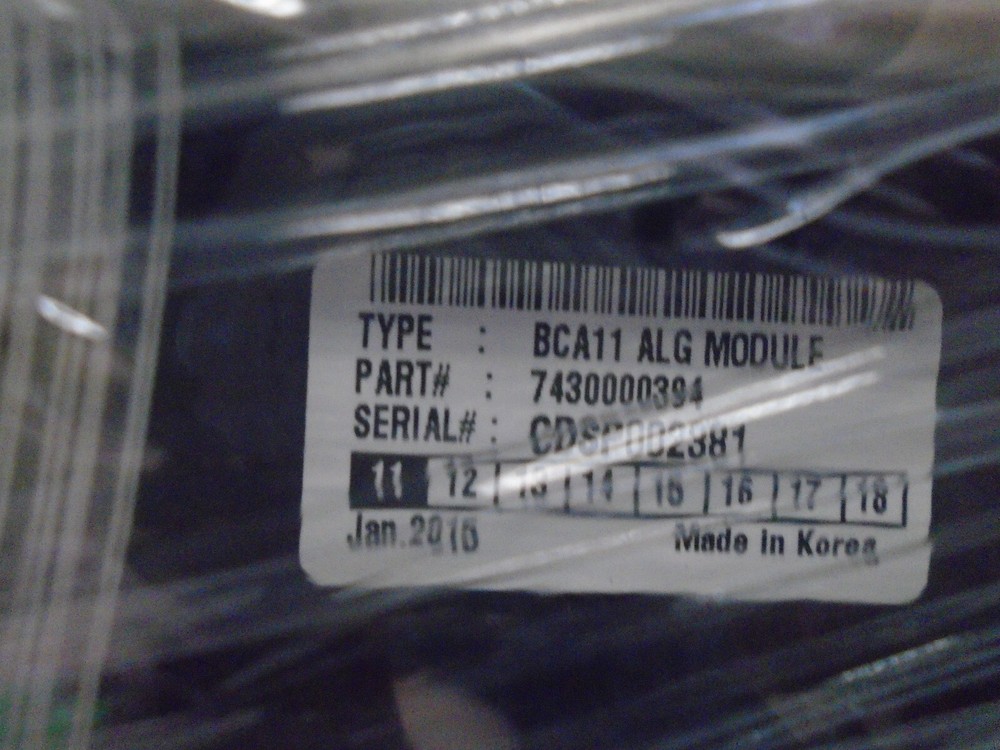 TYPE : BCA11 ALG MODULE
PART# : 7430000394
SERIAL# : CDSP002381
11 12 13 14 15 16 17 18
Jan.2015
Made in Korea